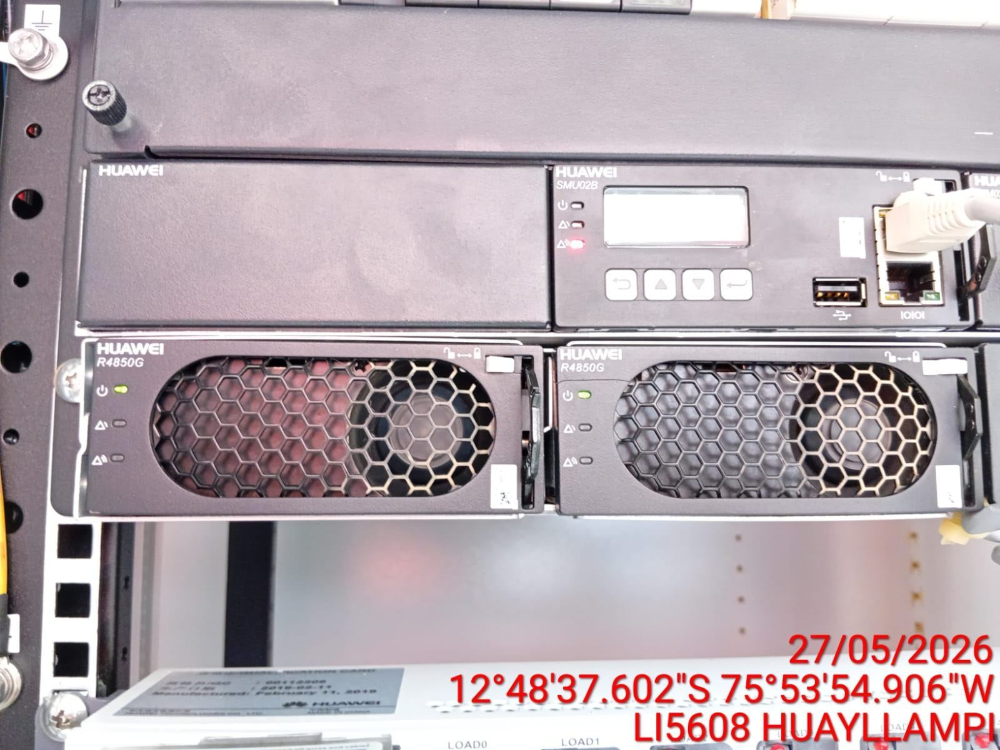 HUAWEI
HUAWEI
SMU02B
HUAWEI
R4850G
HUAWEI
R4850G
27/05/2026
12°48'37.602"S 75°53'54.906"W
LI5608 HUAYLLAMPI
Manufactured: February 11, 2019
HUAWEI
LOAD0
LOAD1